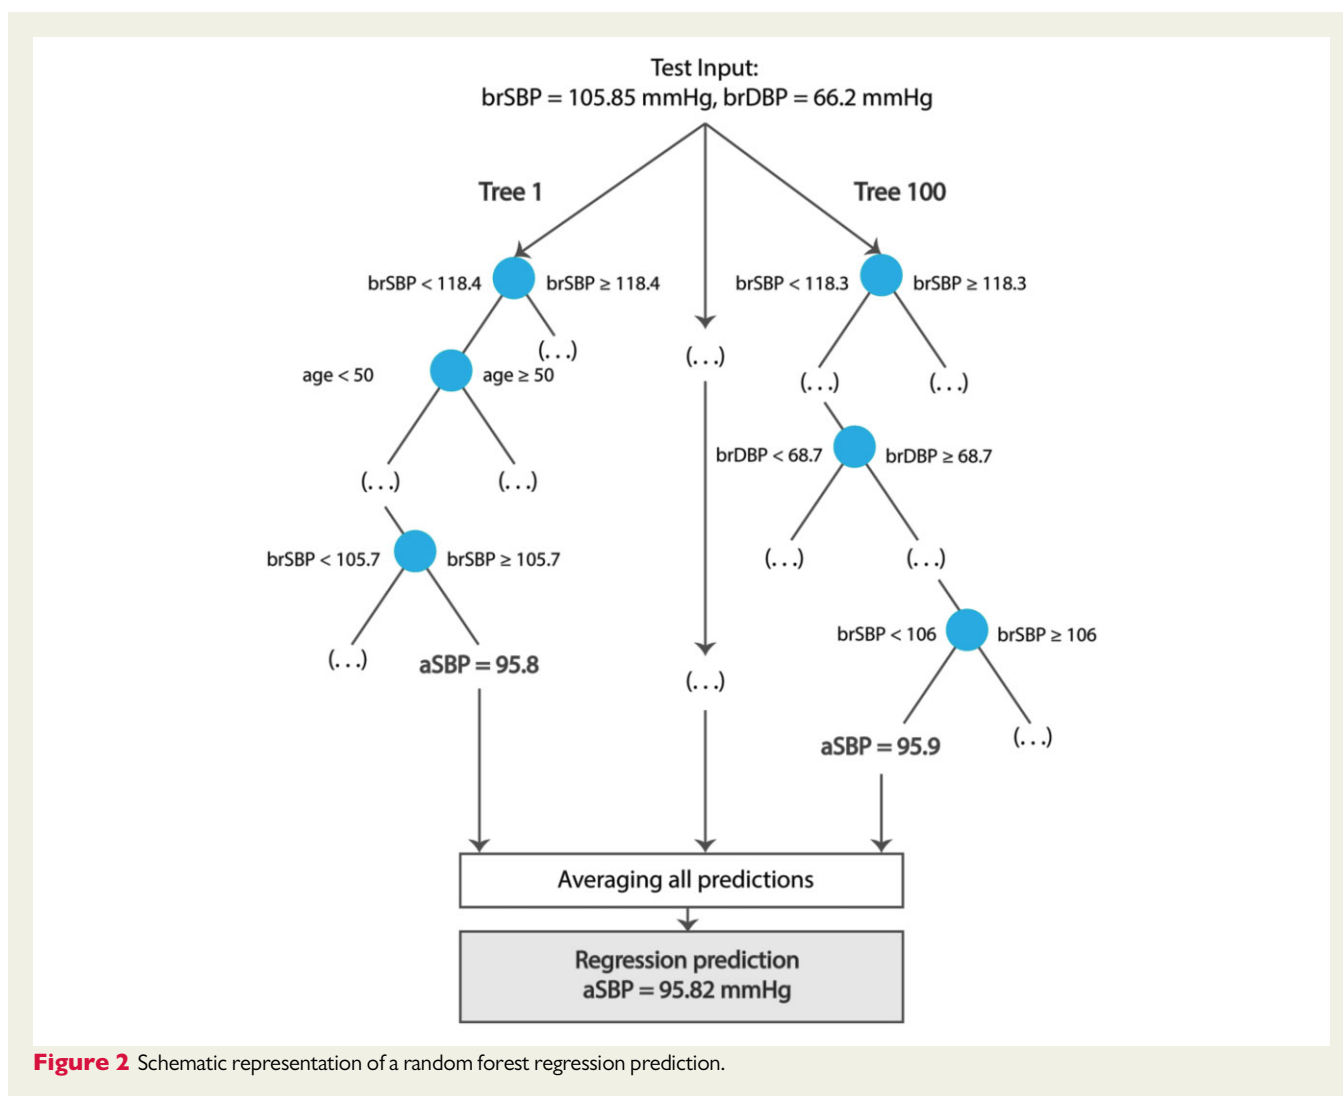 Test Input:
brSBP = 105.85 mmHg, brDBP = 66.2 mmHg
Tree 1
Tree 100
brSBP < 118.4
brSBP ≥ 118.4
brSBP < 118.3
brSBP ≥ 118.3
(...)
(...)
age < 50
age ≥ 50
(...)
(...)
brDBP < 68.7
brDBP ≥ 68.7
(...)
(...)
brSBP < 105.7
brSBP ≥ 105.7
(...)
(...)
brSBP < 106
brSBP ≥ 106
(...)
aSBP = 95.8
(...)
aSBP = 95.9
(...)
Averaging all predictions
Regression prediction
aSBP = 95.82 mmHg
Figure 2 Schematic representation of a random forest regression prediction.